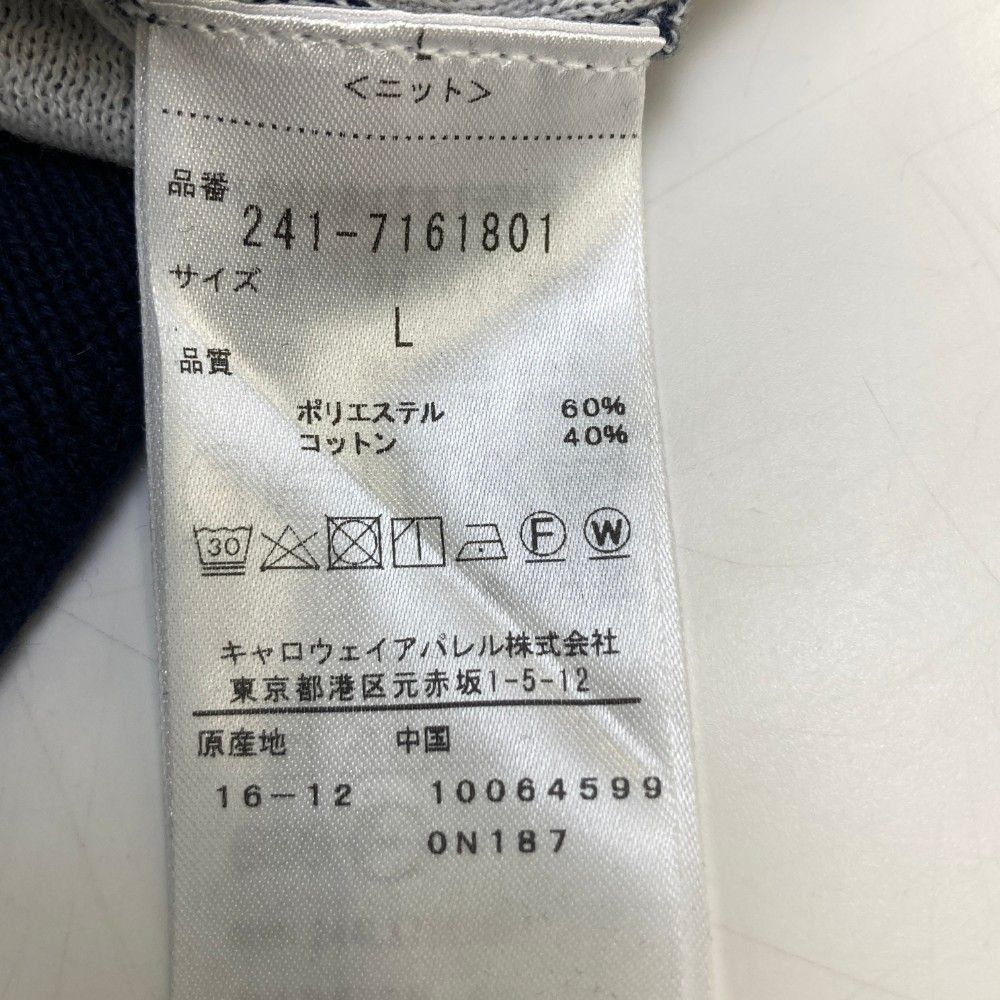 <ニット>
品番
241-7161801
サイズ
L
品質
ポリエステル 60%
コットン 40%
30 F W
キャロウェイアパレル株式会社
東京都港区元赤坂1-5-12
原産地 中国
16-12 10064599
0N187